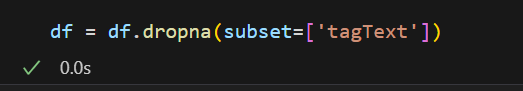 df = df.dropna(subset=['tagText'])
0.0s